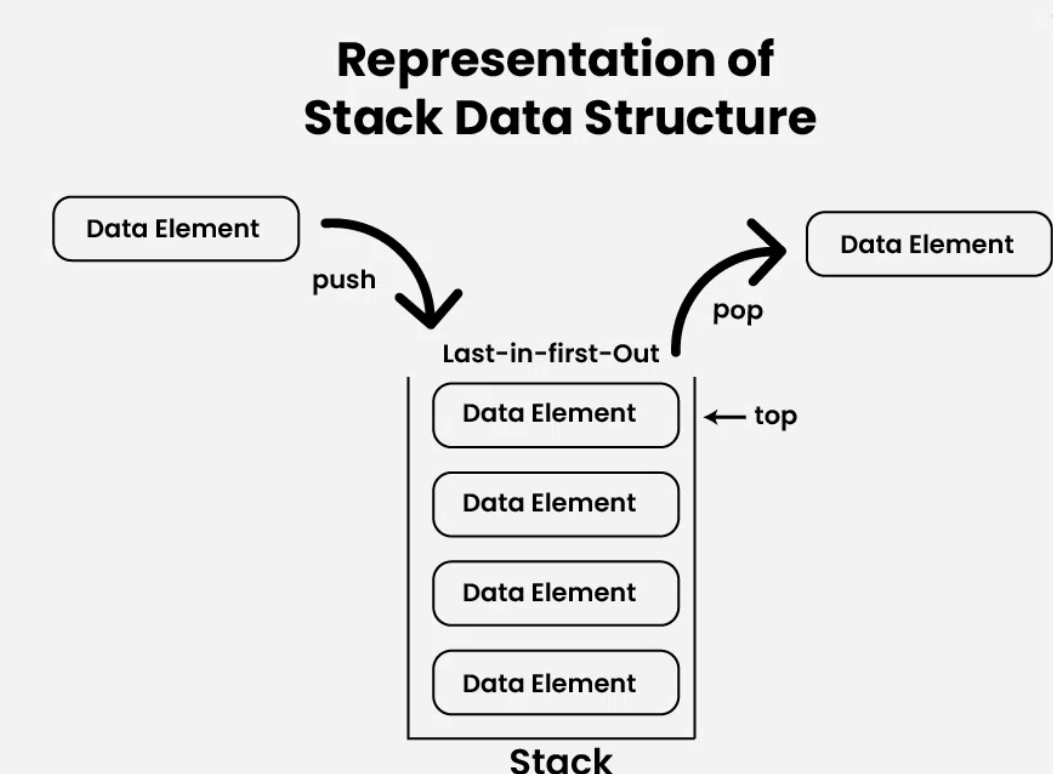 Representation of
Stack Data Structure
Data Element
push
Data Element
pop
Last-in-first-Out
Data Element
top
Data Element
Data Element
Data Element
Stack